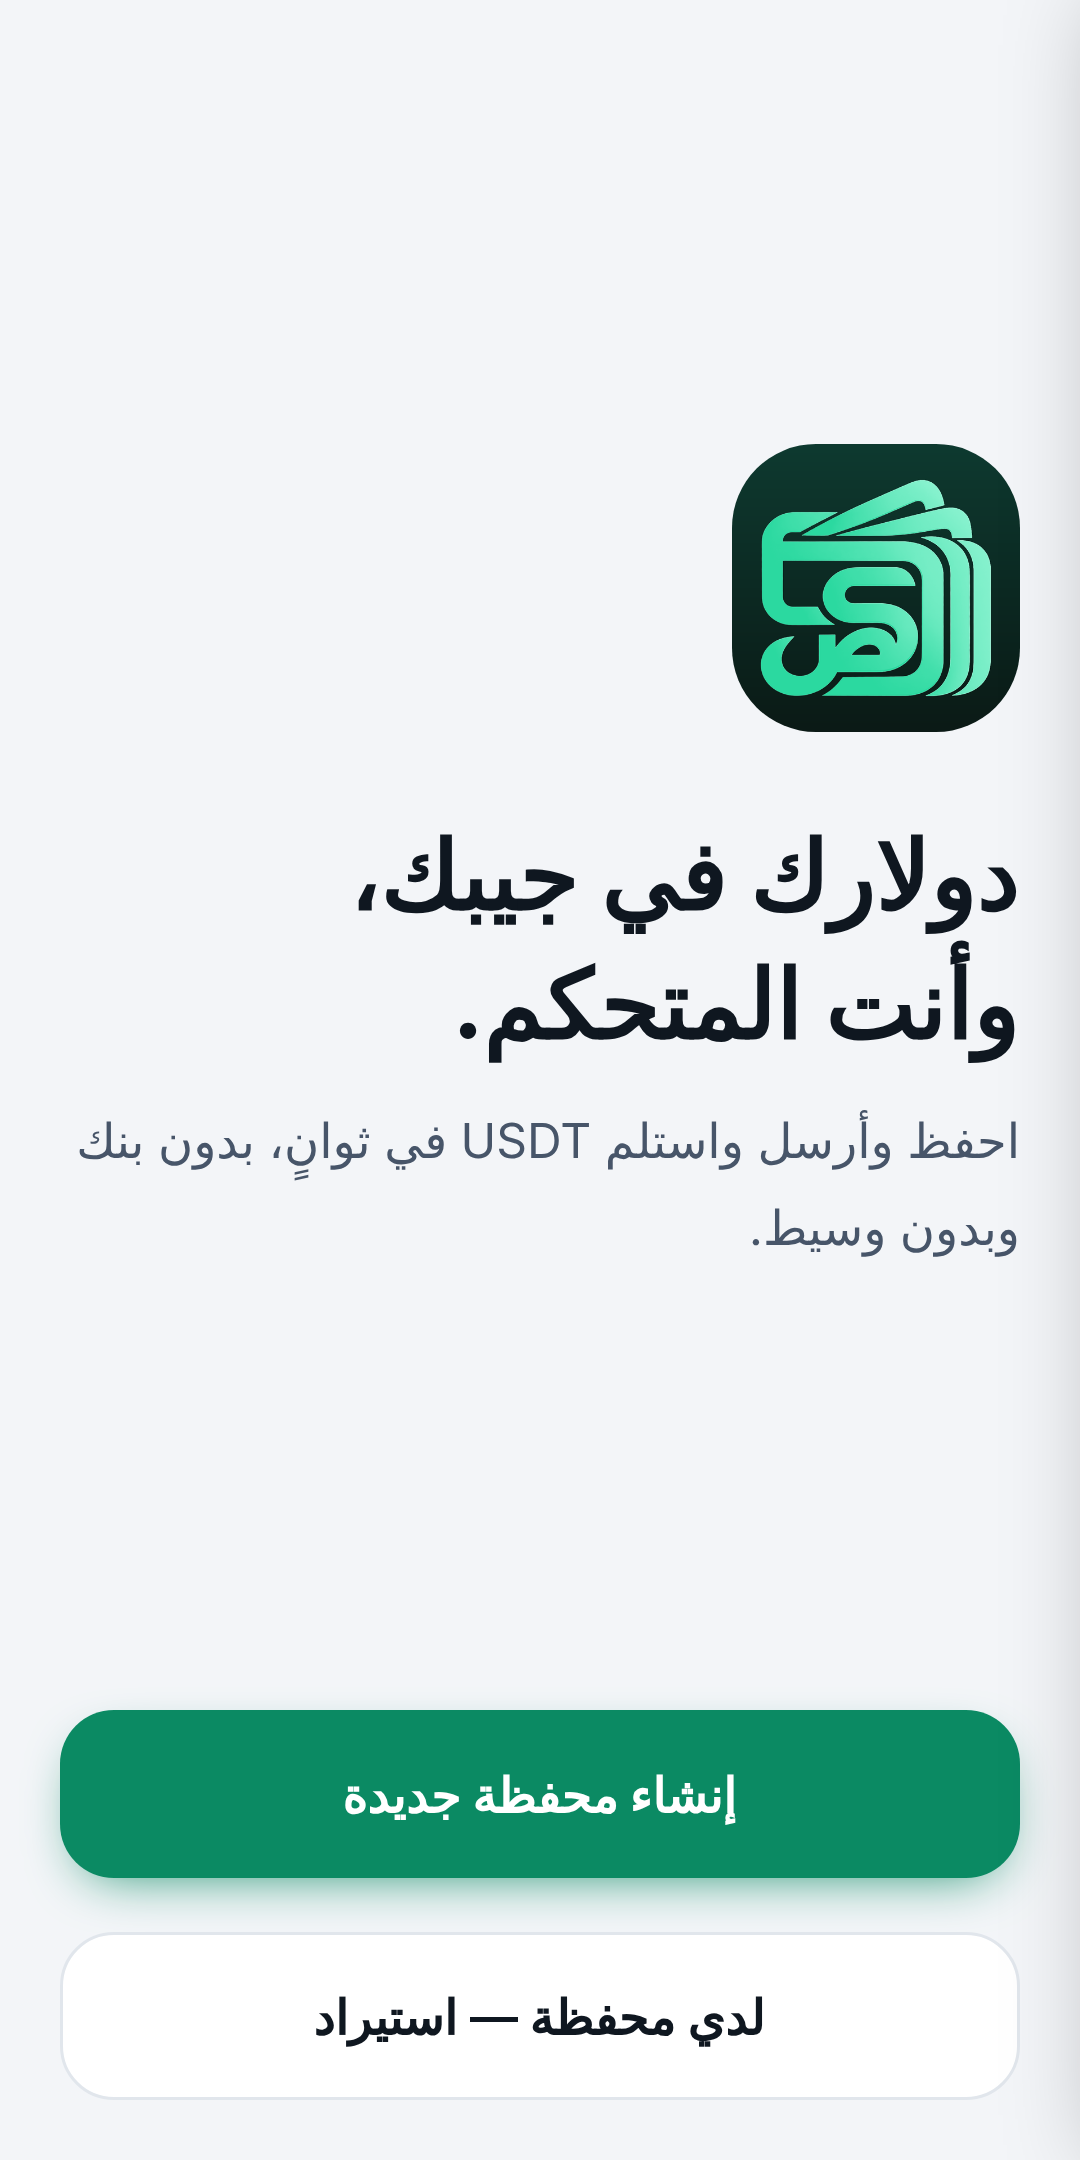 دولارك في جيبك،
وأنت المتحكم.
احفظ وأرسل واستلم USDT في ثوانٍ، بدون بنك
وبدون وسيط.
إنشاء محفظة جديدة
لدي محفظة — استيراد